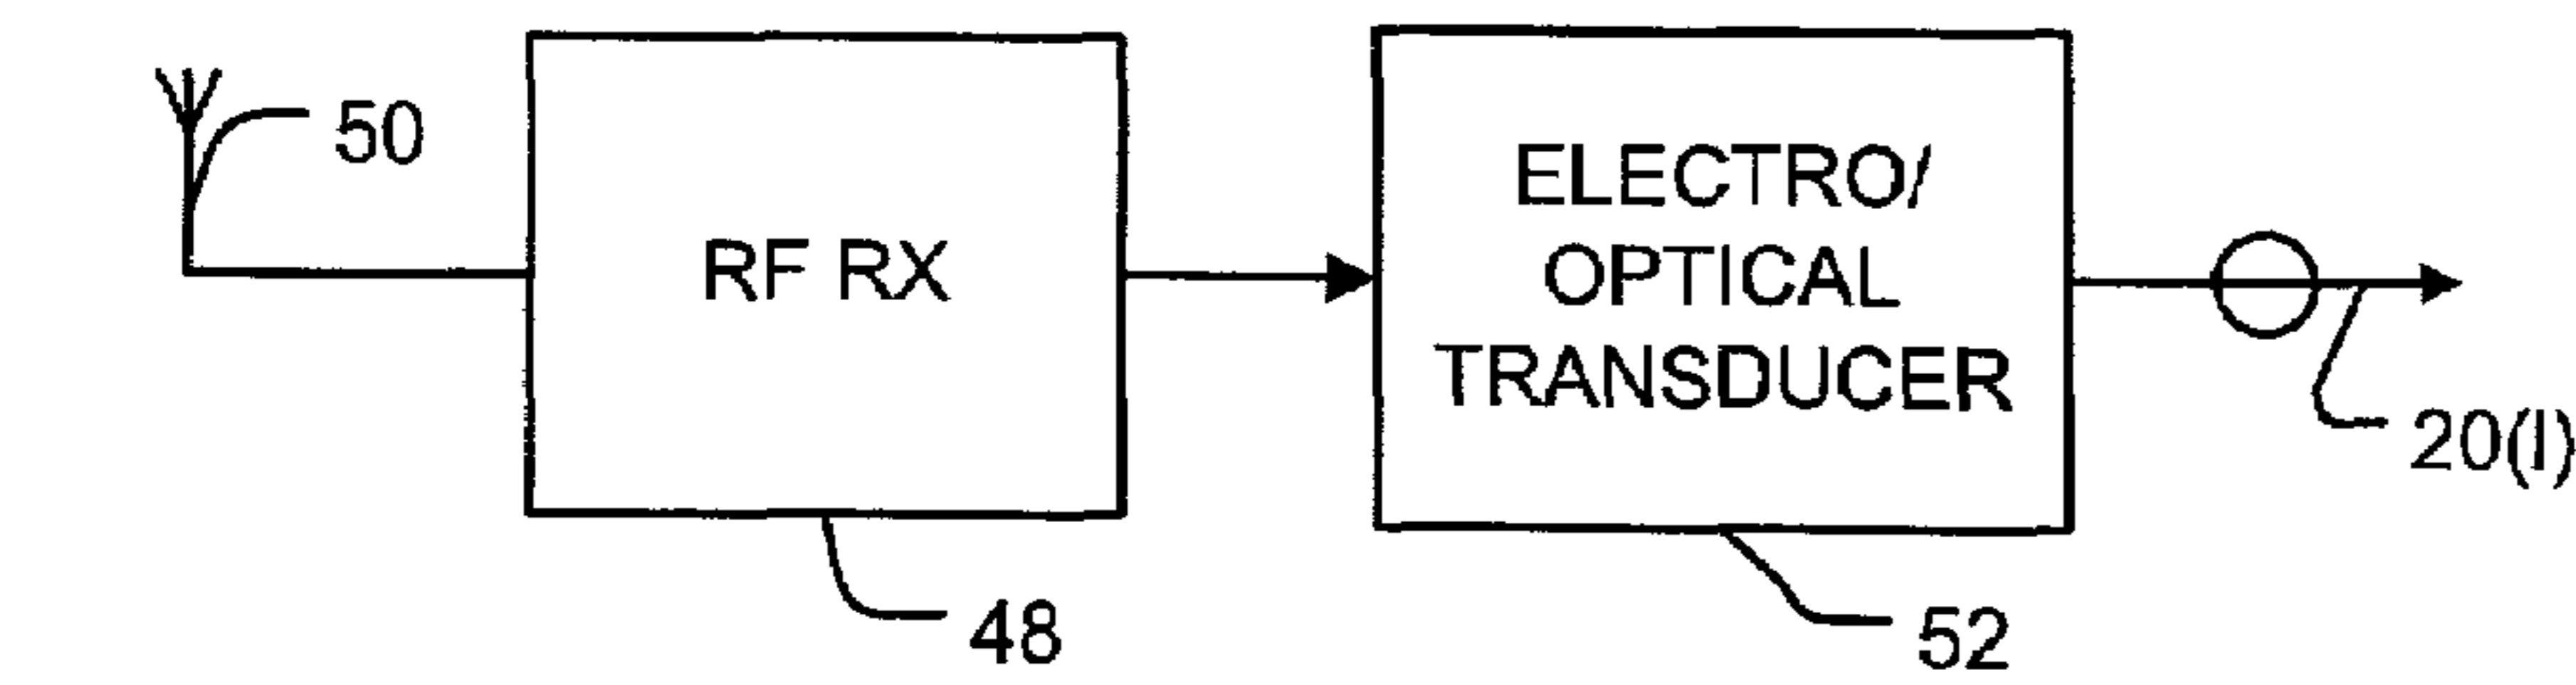 50
RF RX
ELECTRO/
OPTICAL
TRANSDUCER
20(I)
48
52